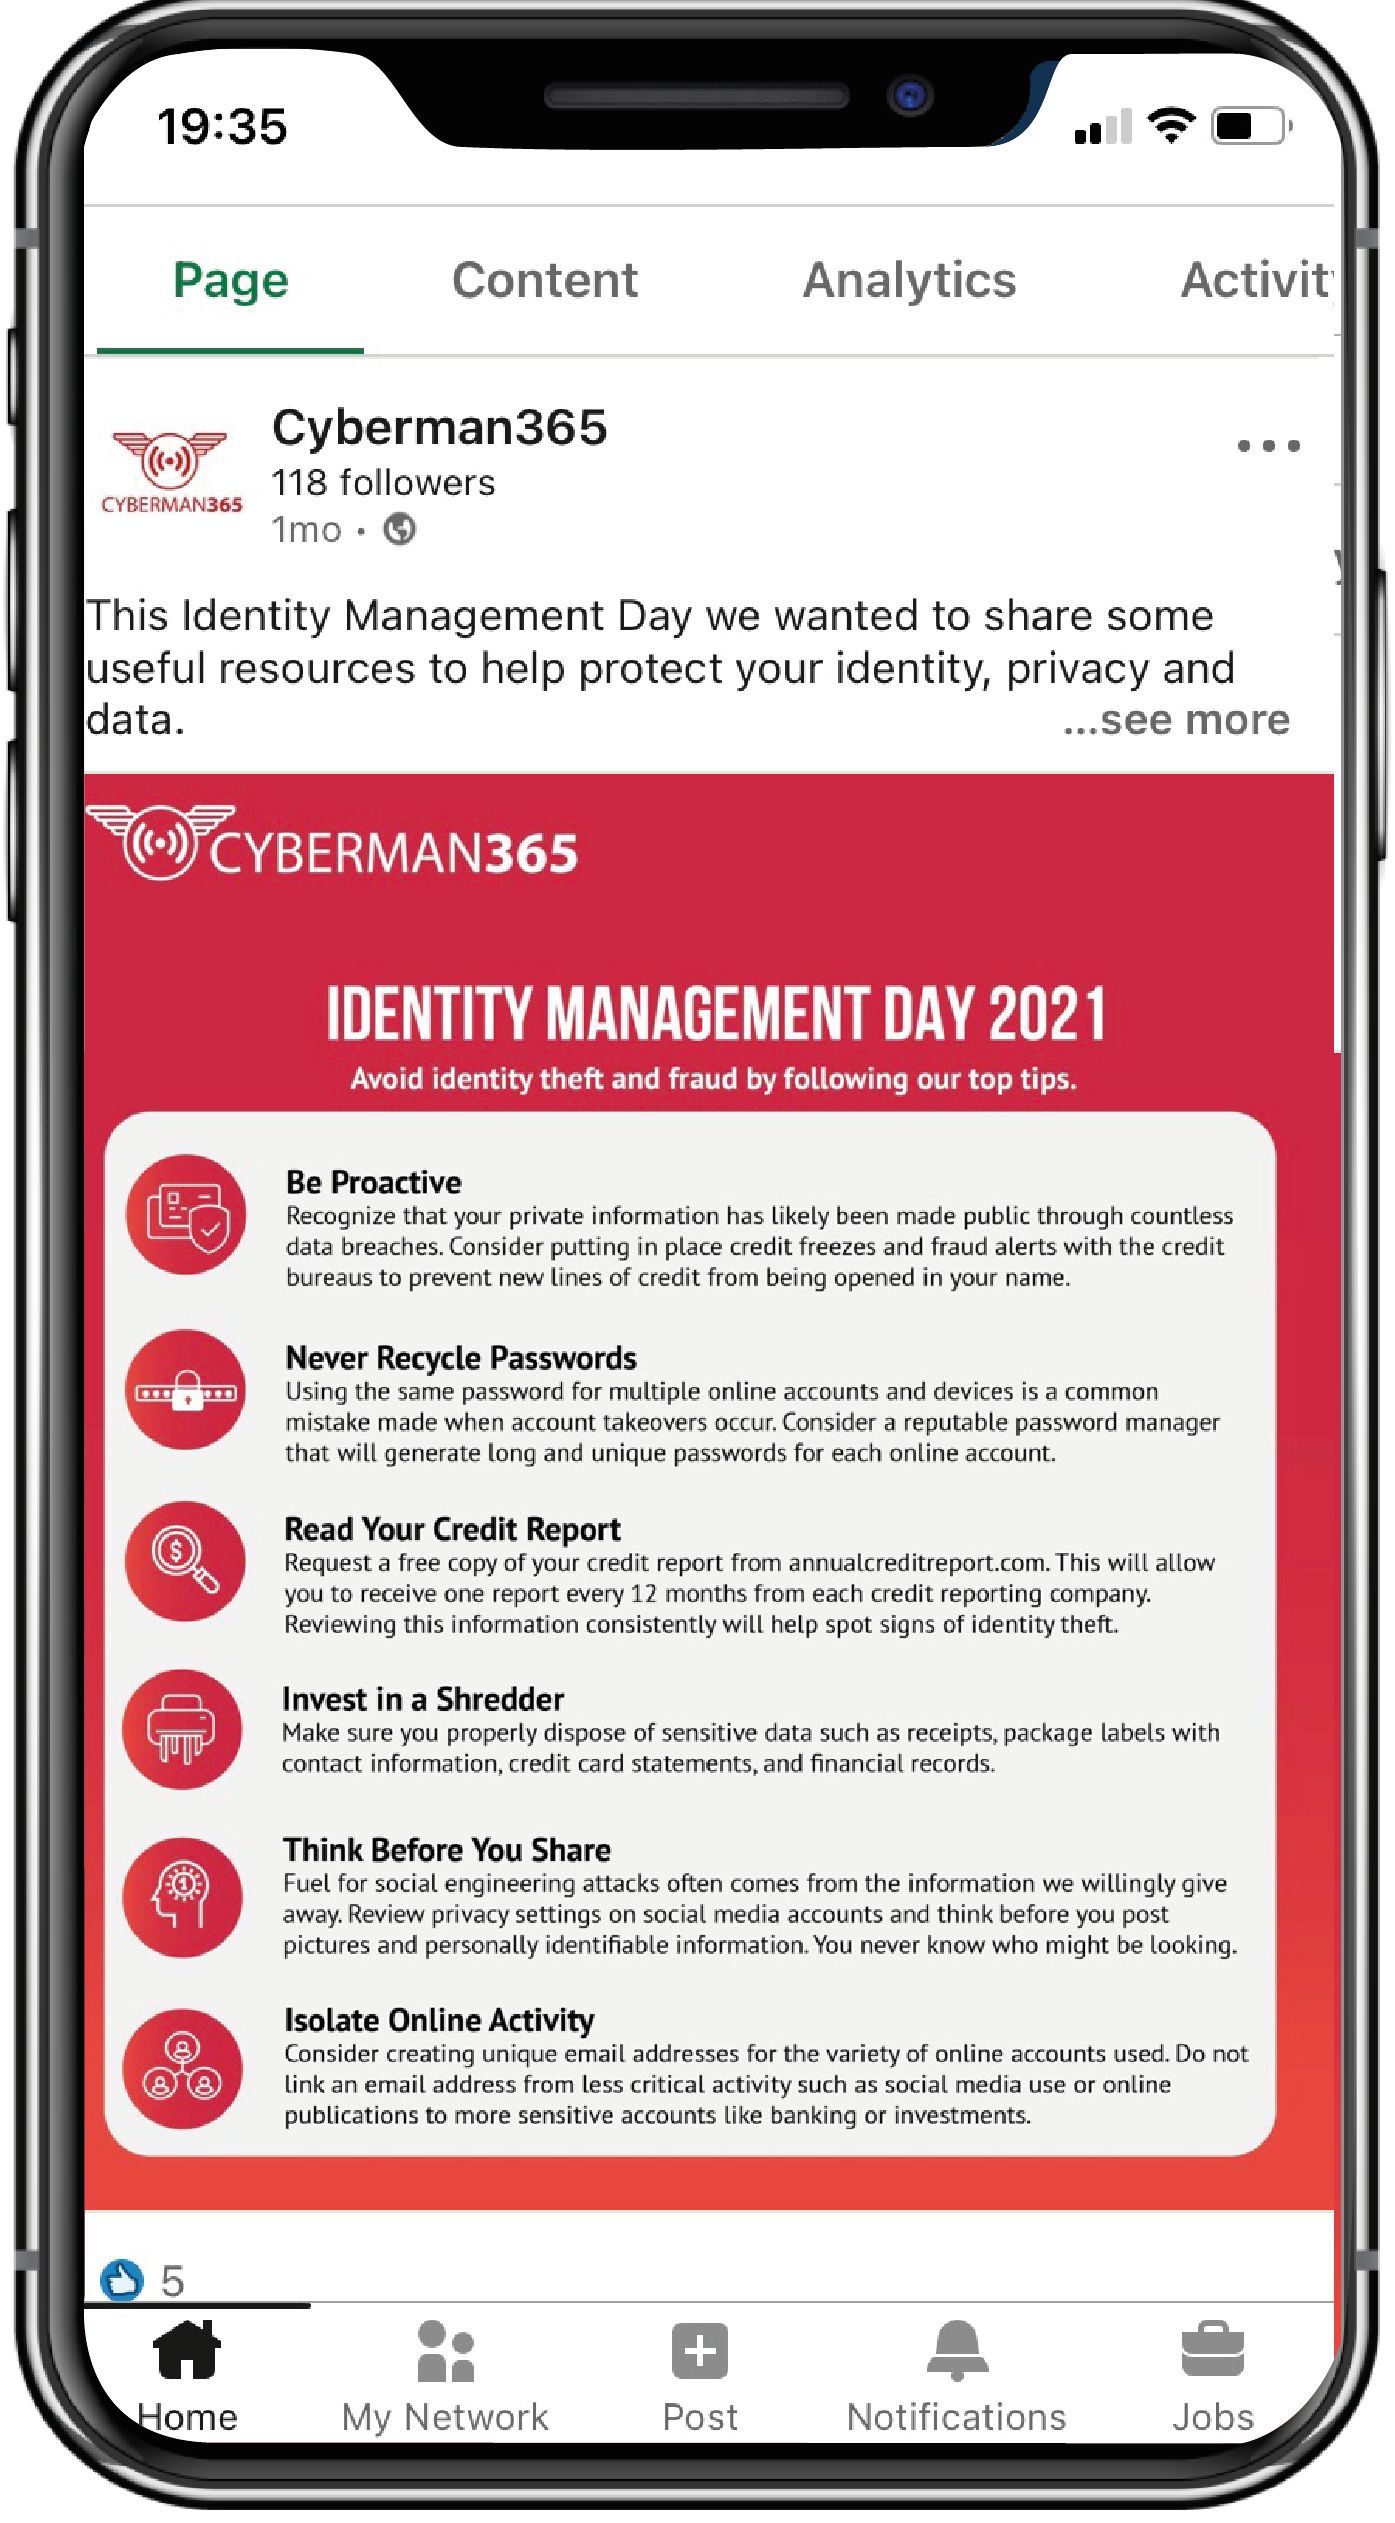 19:35
Page Content Analytics Activit
Cyberman365
118 followers
1mo •
CYBERMAN365
This Identity Management Day we wanted to share some
useful resources to help protect your identity, privacy and
data. ...see more
CYBERMAN365
IDENTITY MANAGEMENT DAY 2021
Avoid identity theft and fraud by following our top tips.
Be Proactive
Recognize that your private information has likely been made public through countless
data breaches. Consider putting in place credit freezes and fraud alerts with the credit
bureaus to prevent new lines of credit from being opened in your name.
Never Recycle Passwords
Using the same password for multiple online accounts and devices is a common
mistake made when account takeovers occur. Consider a reputable password manager
that will generate long and unique passwords for each online account.
Read Your Credit Report
Request a free copy of your credit report from annualcreditreport.com. This will allow
you to receive one report every 12 months from each credit reporting company.
Reviewing this information consistently will help spot signs of identity theft.
Invest in a Shredder
Make sure you properly dispose of sensitive data such as receipts, package labels with
contact information, credit card statements, and financial records.
Think Before You Share
Fuel for social engineering attacks often comes from the information we willingly give
away. Review privacy settings on social media accounts and think before you post
pictures and personally identifiable information. You never know who might be looking.
Isolate Online Activity
Consider creating unique email addresses for the variety of online accounts used. Do not
link an email address from less critical activity such as social media use or online
publications to more sensitive accounts like banking or investments.
5
Home My Network Post Notifications Jobs